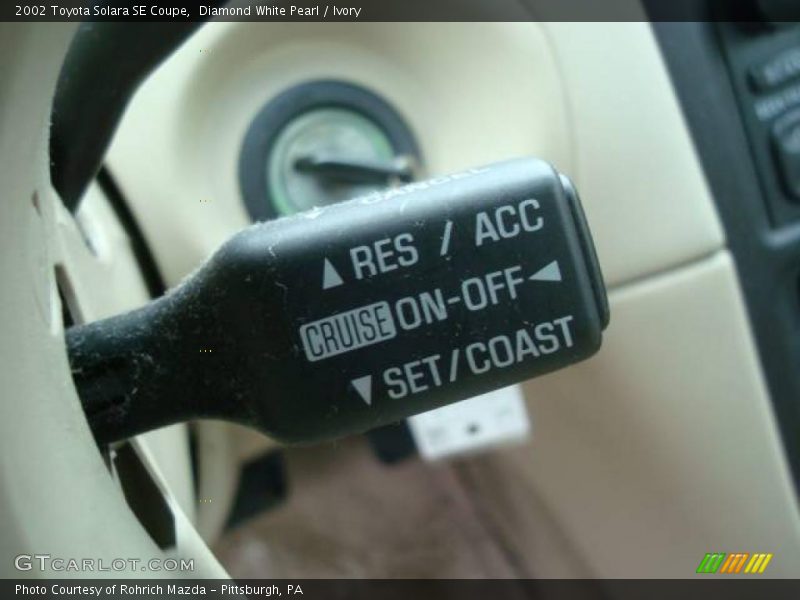 2002 Toyota Solara SE Coupe, Diamond White Pearl / Ivory
CANCEL
▲ RES / ACC
CRUISE ON-OFF ◀
▼ SET/COAST
GTCARLOT.COM
Photo Courtesy of Rohrich Mazda - Pittsburgh, PA